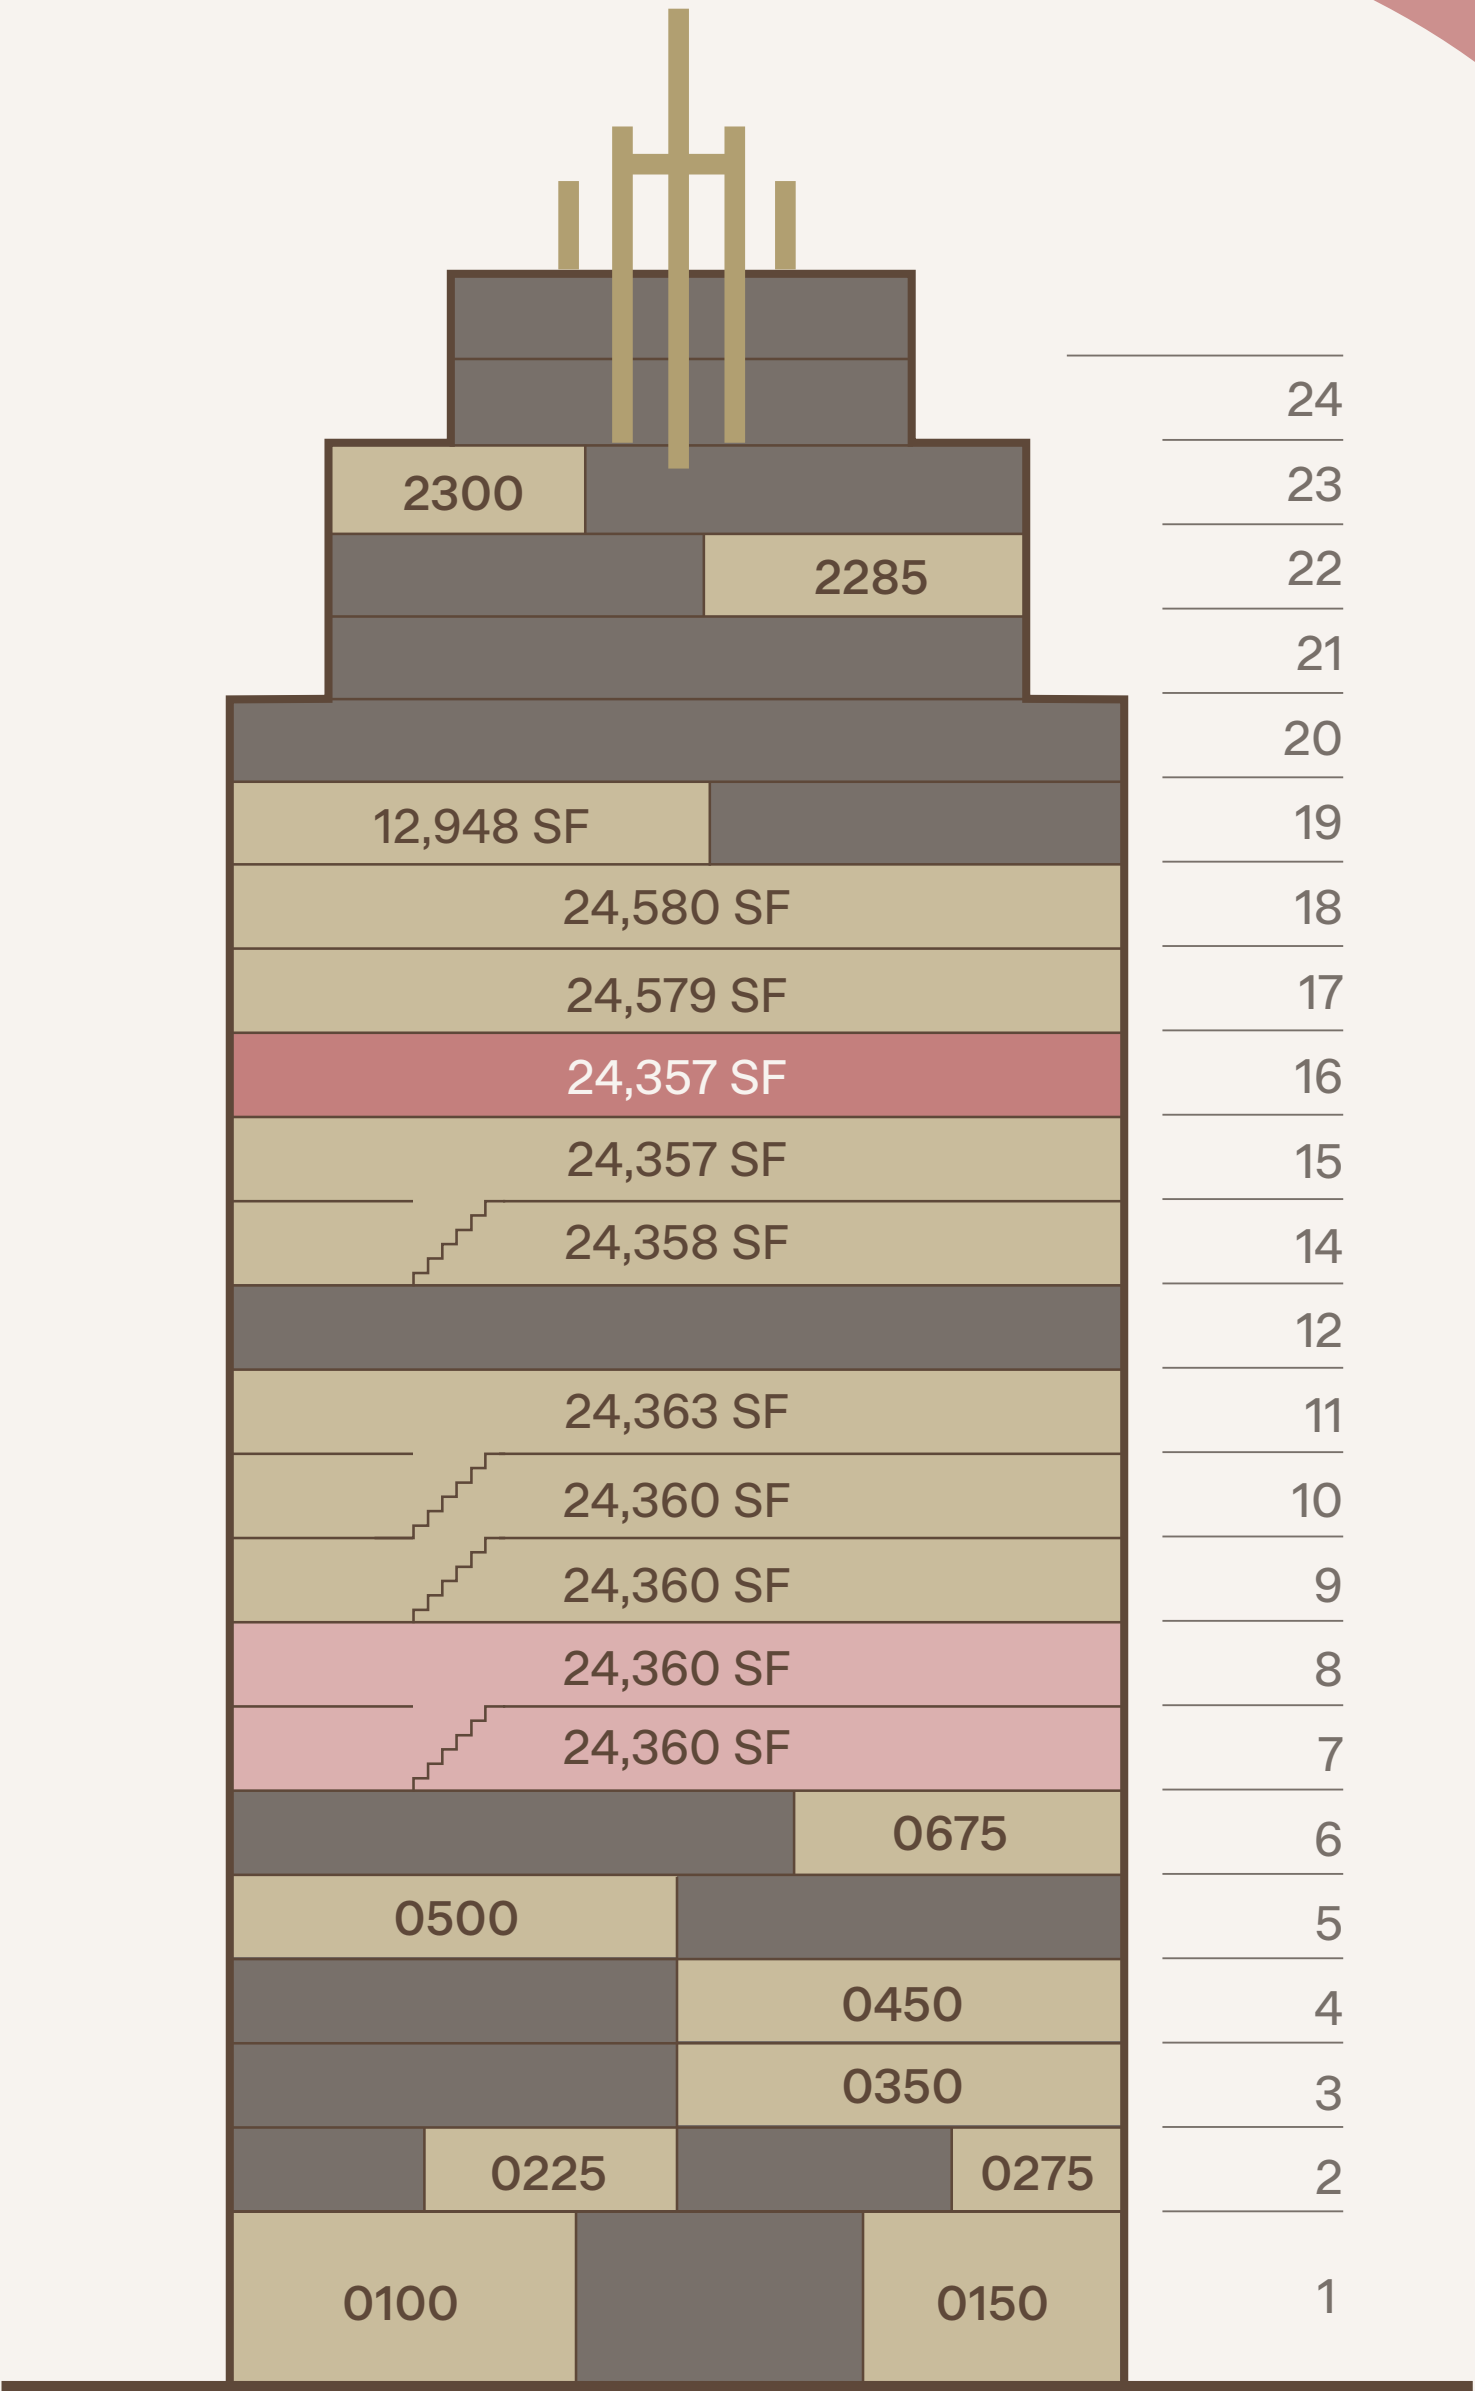 24
2300 23
2285 22
21
20
12,948 SF 19
24,580 SF 18
24,579 SF 17
24,357 SF 16
24,357 SF 15
24,358 SF 14
12
24,363 SF 11
24,360 SF 10
24,360 SF 9
24,360 SF 8
24,360 SF 7
0675 6
0500 5
0450 4
0350 3
0225 0275 2
0100 0150 1